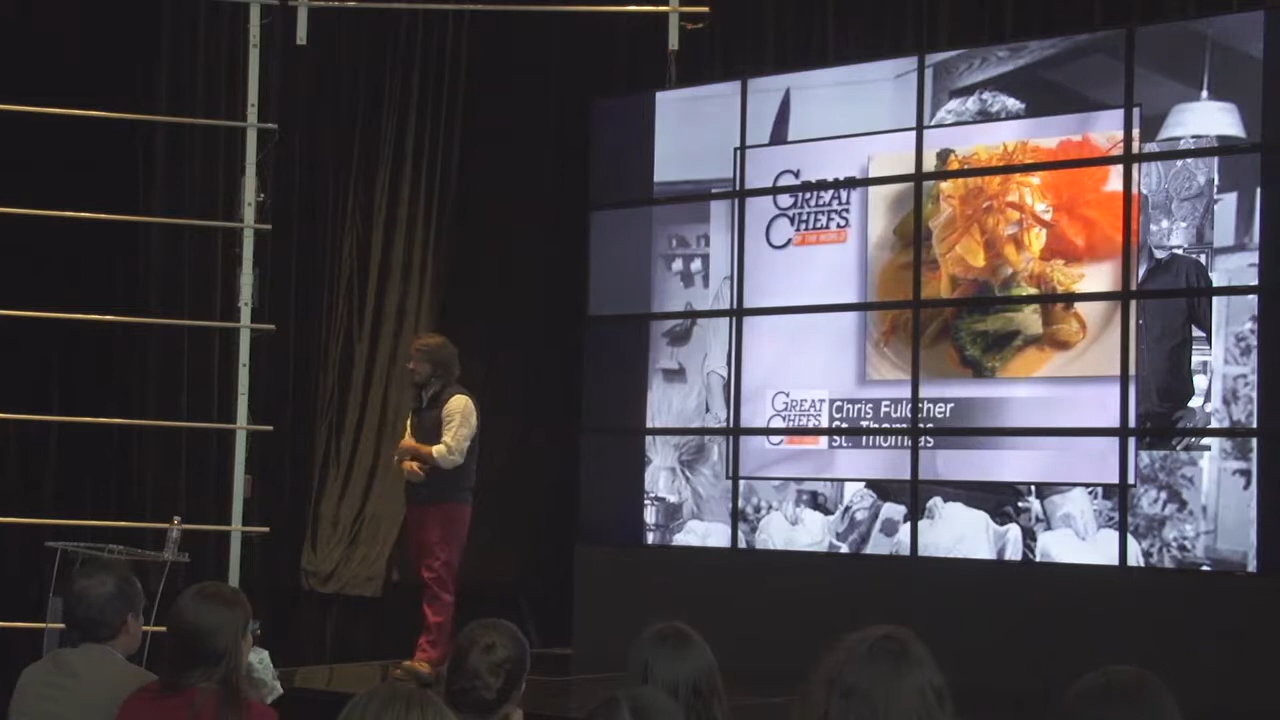 GREAT
CHEFS
OF THE WORLD
GREAT
CHEFS
Chris Fulcher
St. Thomas